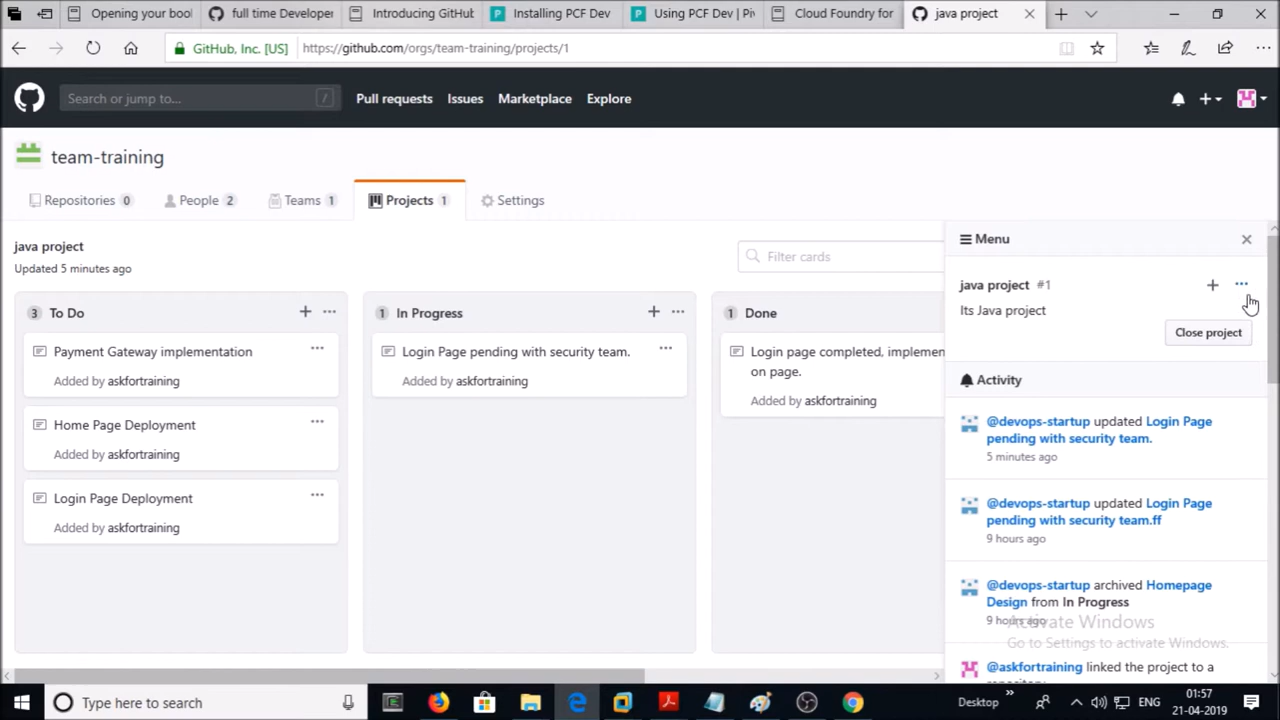 Opening your bool
full time Developer
Introducing GitHub
Installing PCF Dev
Using PCF Dev | Piv
Cloud Foundry for
java project
GitHub, Inc. [US]
https://github.com/orgs/team-training/projects/1
Search or jump to...
/
Pull requests
Issues
Marketplace
Explore
team-training
Repositories 0
People 2
Teams 1
Projects 1
Settings
java project
Updated 5 minutes ago
Filter cards
3 To Do
Payment Gateway implementation
Added by askfortraining
Home Page Deployment
Added by askfortraining
Login Page Deployment
Added by askfortraining
1 In Progress
Login Page pending with security team.
Added by askfortraining
1 Done
Login page completed, implemen
on page.
Added by askfortraining
Menu
java project #1
Its Java project
Close project
Activity
@devops-startup updated Login Page
pending with security team.
5 minutes ago
@devops-startup updated Login Page
pending with security team.ff
9 hours ago
@devops-startup archived Homepage
Design from In Progress
9 hours ago
Activate Windows
Go to Settings to activate Windows.
@askfortraining linked the project to a
Type here to search
Desktop
ENG
01:57
21-04-2019